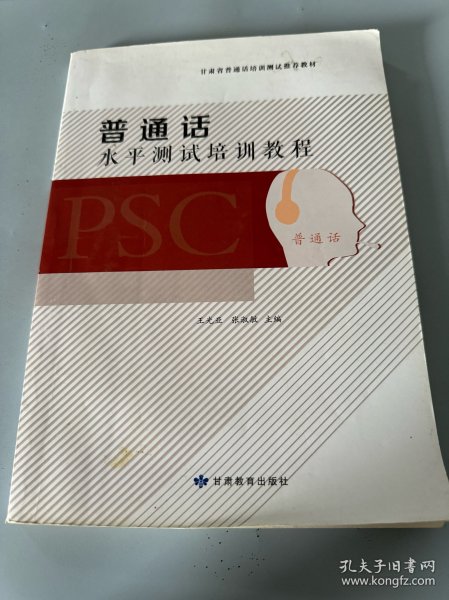 甘肃省普通话培训测试推荐教材
普通话
水平测试培训教程
PSC
普通话
王光亚 张淑敏 主编
甘肃教育出版社
孔夫子旧书网
www.kongfz.com